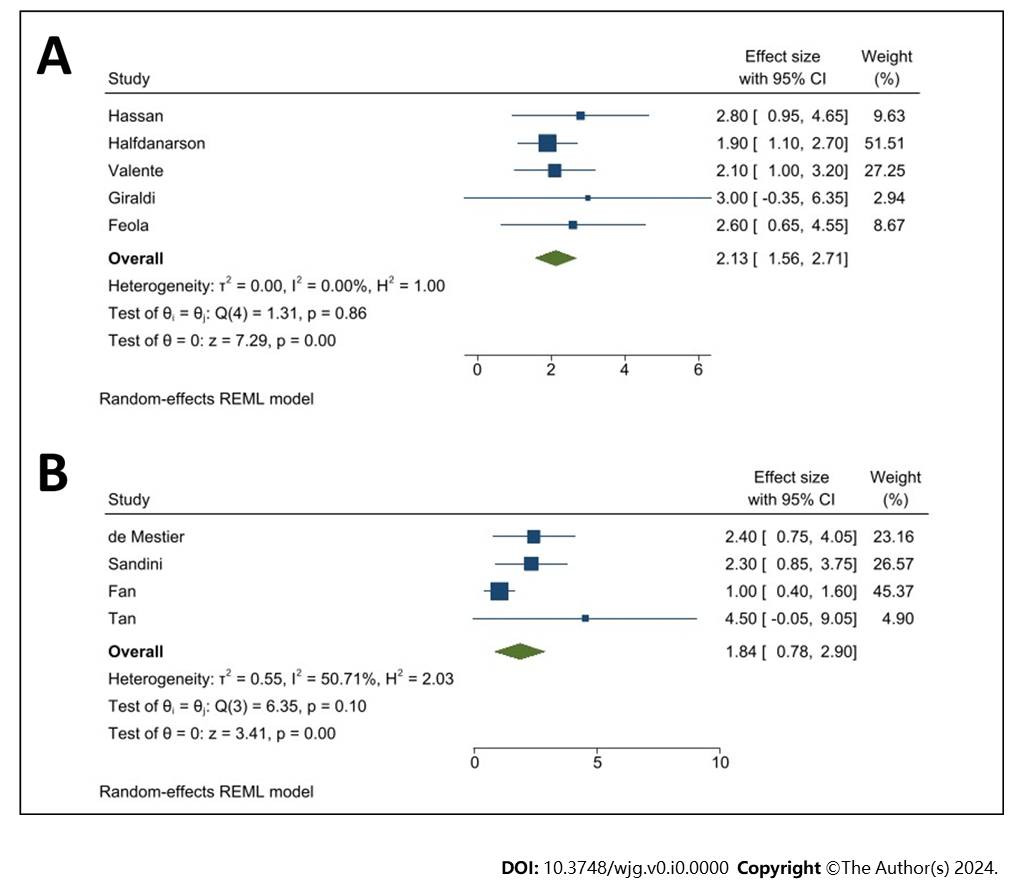 A
Effect size Weight
Study with 95% CI (%)
Hassan 2.80 [ 0.95, 4.65] 9.63
Halfdanarson 1.90 [ 1.10, 2.70] 51.51
Valente 2.10 [ 1.00, 3.20] 27.25
Giraldi 3.00 [ -0.35, 6.35] 2.94
Feola 2.60 [ 0.65, 4.55] 8.67
Overall 2.13 [ 1.56, 2.71]
Heterogeneity: τ² = 0.00, I² = 0.00%, H² = 1.00
Test of θᵢ = θⱼ: Q(4) = 1.31, p = 0.86
Test of θ = 0: z = 7.29, p = 0.00
0 2 4 6
Random-effects REML model
B
Effect size Weight
Study with 95% CI (%)
de Mestier 2.40 [ 0.75, 4.05] 23.16
Sandini 2.30 [ 0.85, 3.75] 26.57
Fan 1.00 [ 0.40, 1.60] 45.37
Tan 4.50 [ -0.05, 9.05] 4.90
Overall 1.84 [ 0.78, 2.90]
Heterogeneity: τ² = 0.55, I² = 50.71%, H² = 2.03
Test of θᵢ = θⱼ: Q(3) = 6.35, p = 0.10
Test of θ = 0: z = 3.41, p = 0.00
0 5 10
Random-effects REML model
DOI: 10.3748/wjg.v0.i0.0000 Copyright ©The Author(s) 2024.